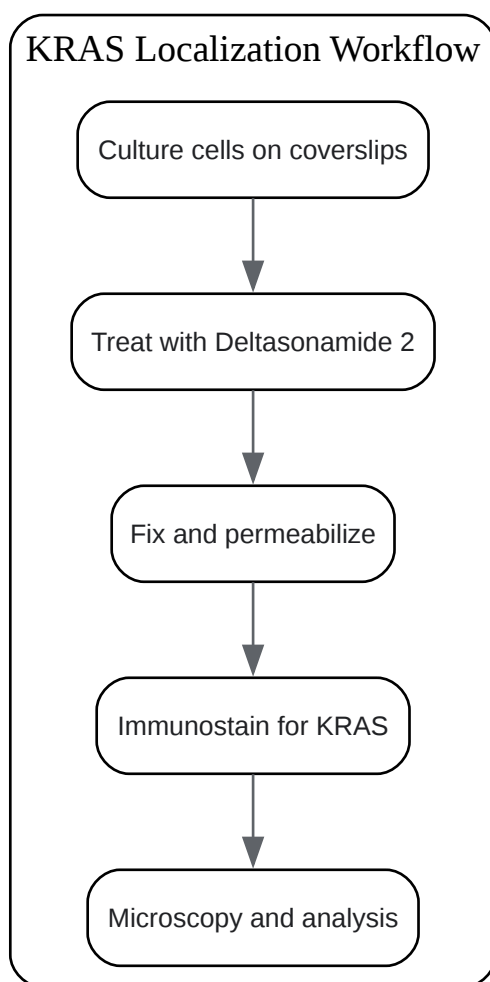 KRAS Localization Workflow
Culture cells on coverslips
Treat with Deltasonamide 2
Fix and permeabilize
Immunostain for KRAS
Microscopy and analysis